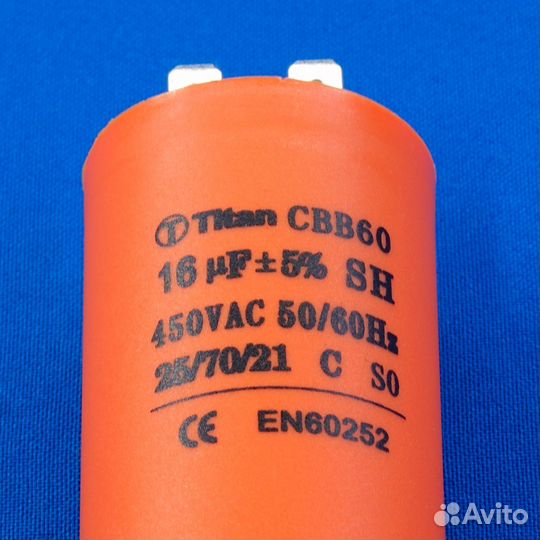 Titan CBB60
16 µF ± 5% SH
450VAC 50/60Hz
25/70/21 C S0
CE EN60252
Avito